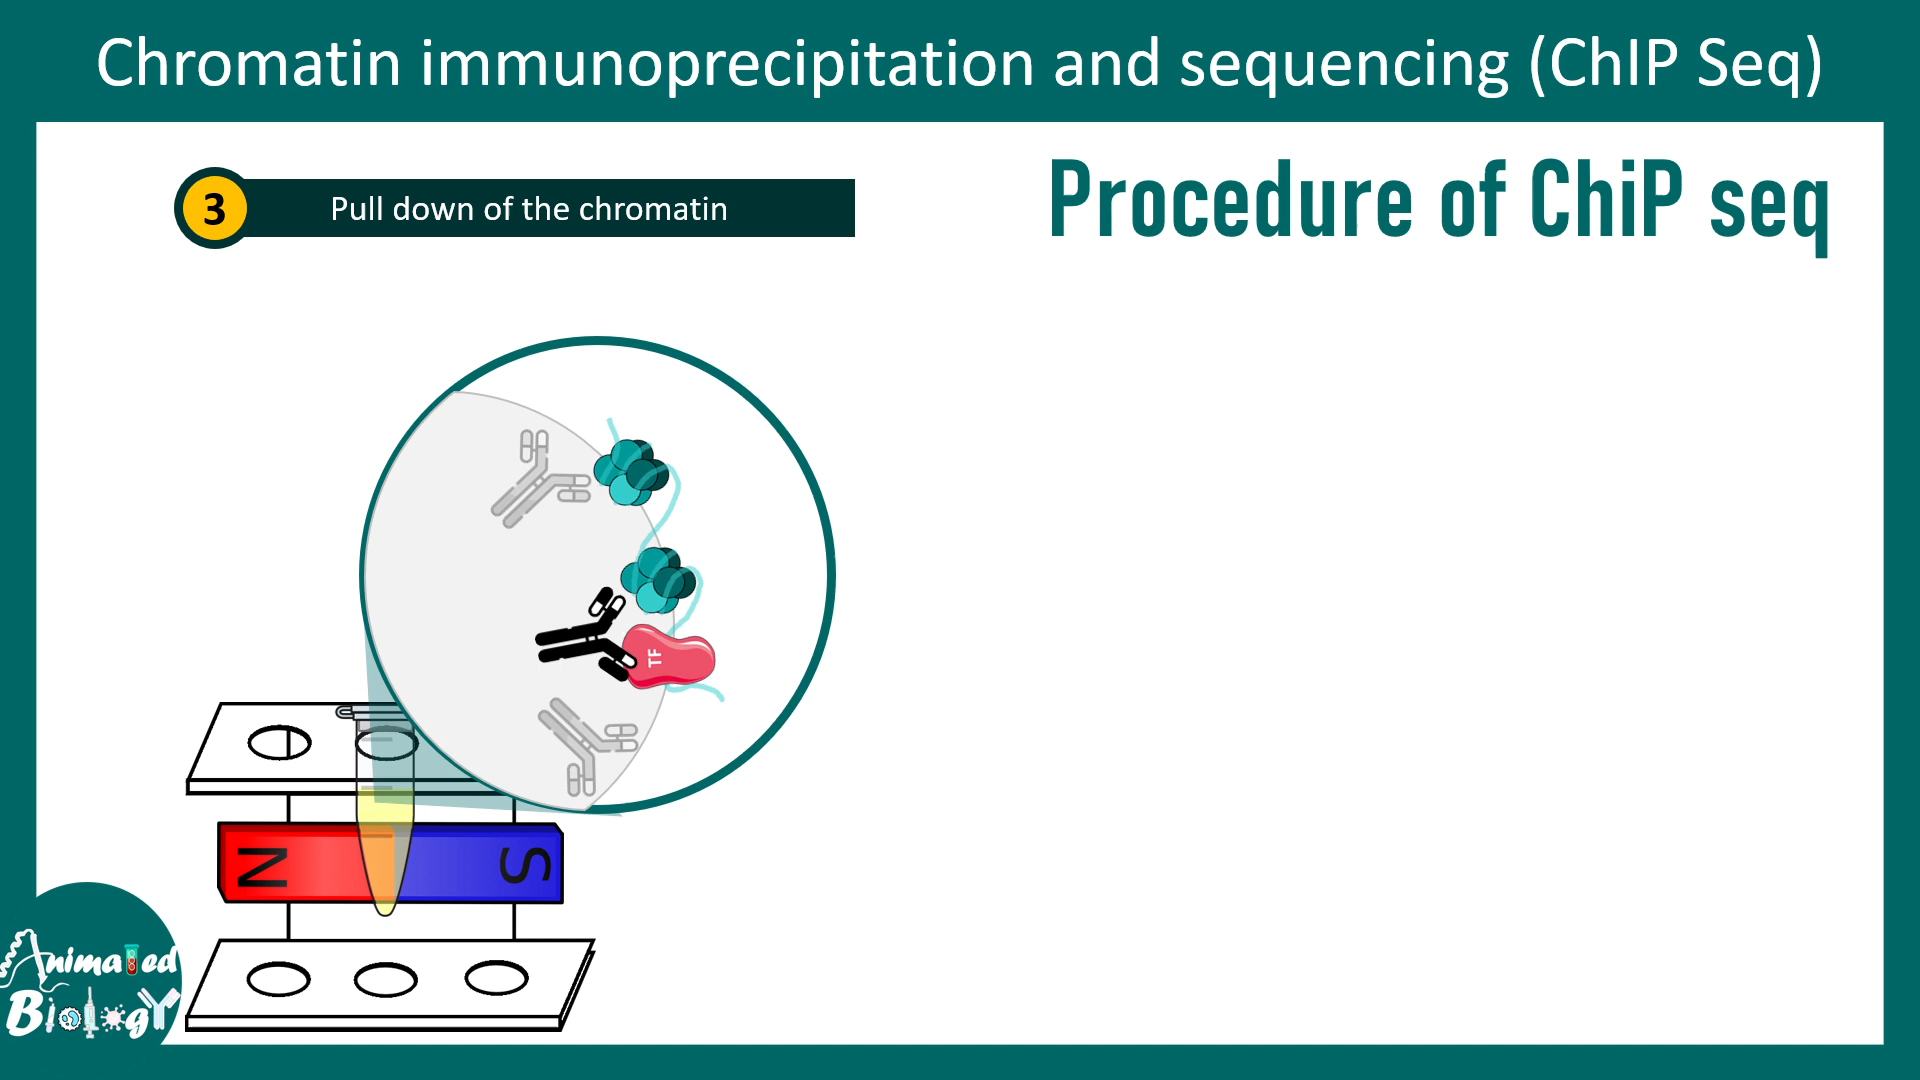 Chromatin immunoprecipitation and sequencing (ChIP Seq)
3
Pull down of the chromatin
Procedure of ChiP seq
TF
N
S
Animated
Biology